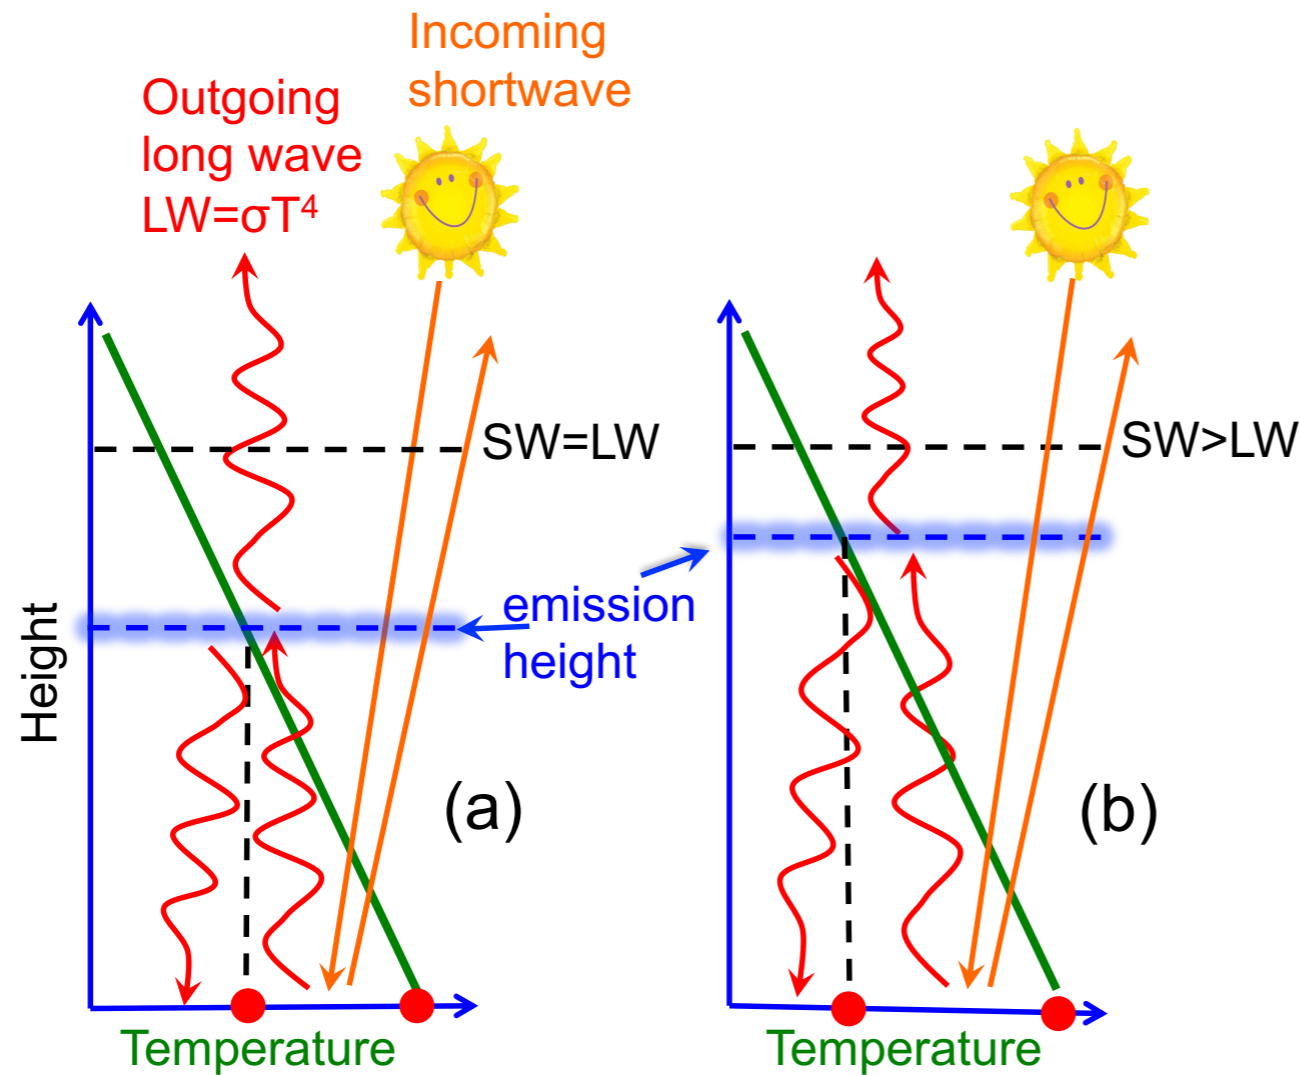 Incoming
shortwave
Outgoing
long wave
LW=σT⁴
SW=LW
SW>LW
emission
height
Height
(a)
(b)
Temperature
Temperature